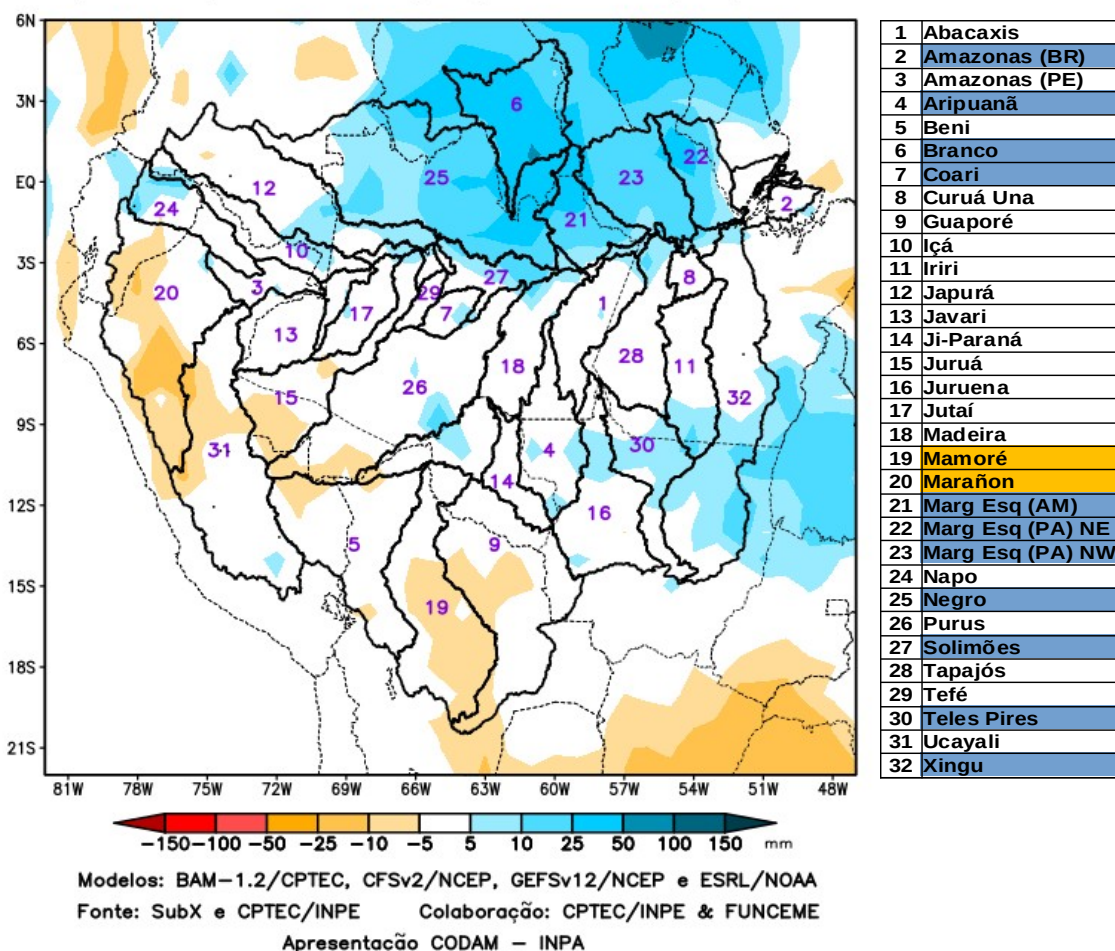 6N
3N
EQ
3S
6S
9S
12S
15S
18S
21S
81W 78W 75W 72W 69W 66W 63W 60W 57W 54W 51W 48W
6
22
25
23
12
24
2
21
10
27
8
3
29
20
1
7
17
13
28
18
11
26
15
32
30
31
4
14
16
5
9
19
-150 -100 -50 -25 -10 -5 5 10 25 50 100 150 mm
Modelos: BAM-1.2/CPTEC, CFSv2/NCEP, GEFSv12/NCEP e ESRL/NOAA
Fonte: SubX e CPTEC/INPE Colaboração: CPTEC/INPE & FUNCEME
Apresentação CODAM - INPA
1 Abacaxis
2 Amazonas (BR)
3 Amazonas (PE)
4 Aripuanã
5 Beni
6 Branco
7 Coari
8 Curuá Una
9 Guaporé
10 Içá
11 Iriri
12 Japurá
13 Javari
14 Ji-Paraná
15 Juruá
16 Juruena
17 Jutaí
18 Madeira
19 Mamoré
20 Marañon
21 Marg Esq (AM)
22 Marg Esq (PA) NE
23 Marg Esq (PA) NW
24 Napo
25 Negro
26 Purus
27 Solimões
28 Tapajós
29 Tefé
30 Teles Pires
31 Ucayali
32 Xingu